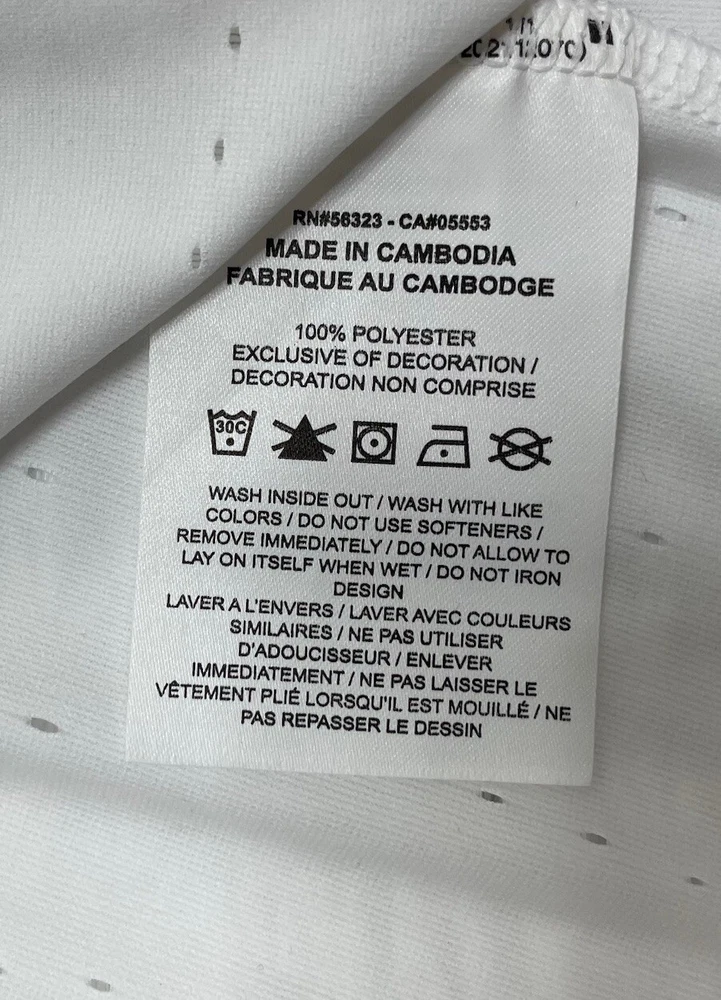 1/1
RN#56323 - CA#05553
MADE IN CAMBODIA
FABRIQUE AU CAMBODGE
100% POLYESTER
EXCLUSIVE OF DECORATION /
DECORATION NON COMPRISE
30C
WASH INSIDE OUT / WASH WITH LIKE
COLORS / DO NOT USE SOFTENERS /
REMOVE IMMEDIATELY / DO NOT ALLOW TO
LAY ON ITSELF WHEN WET / DO NOT IRON
DESIGN
LAVER A L'ENVERS / LAVER AVEC COULEURS
SIMILAIRES / NE PAS UTILISER
D'ADOUCISSEUR / ENLEVER
IMMEDIATEMENT / NE PAS LAISSER LE
VÊTEMENT PLIÉ LORSQU'IL EST MOUILLÉ / NE
PAS REPASSER LE DESSIN